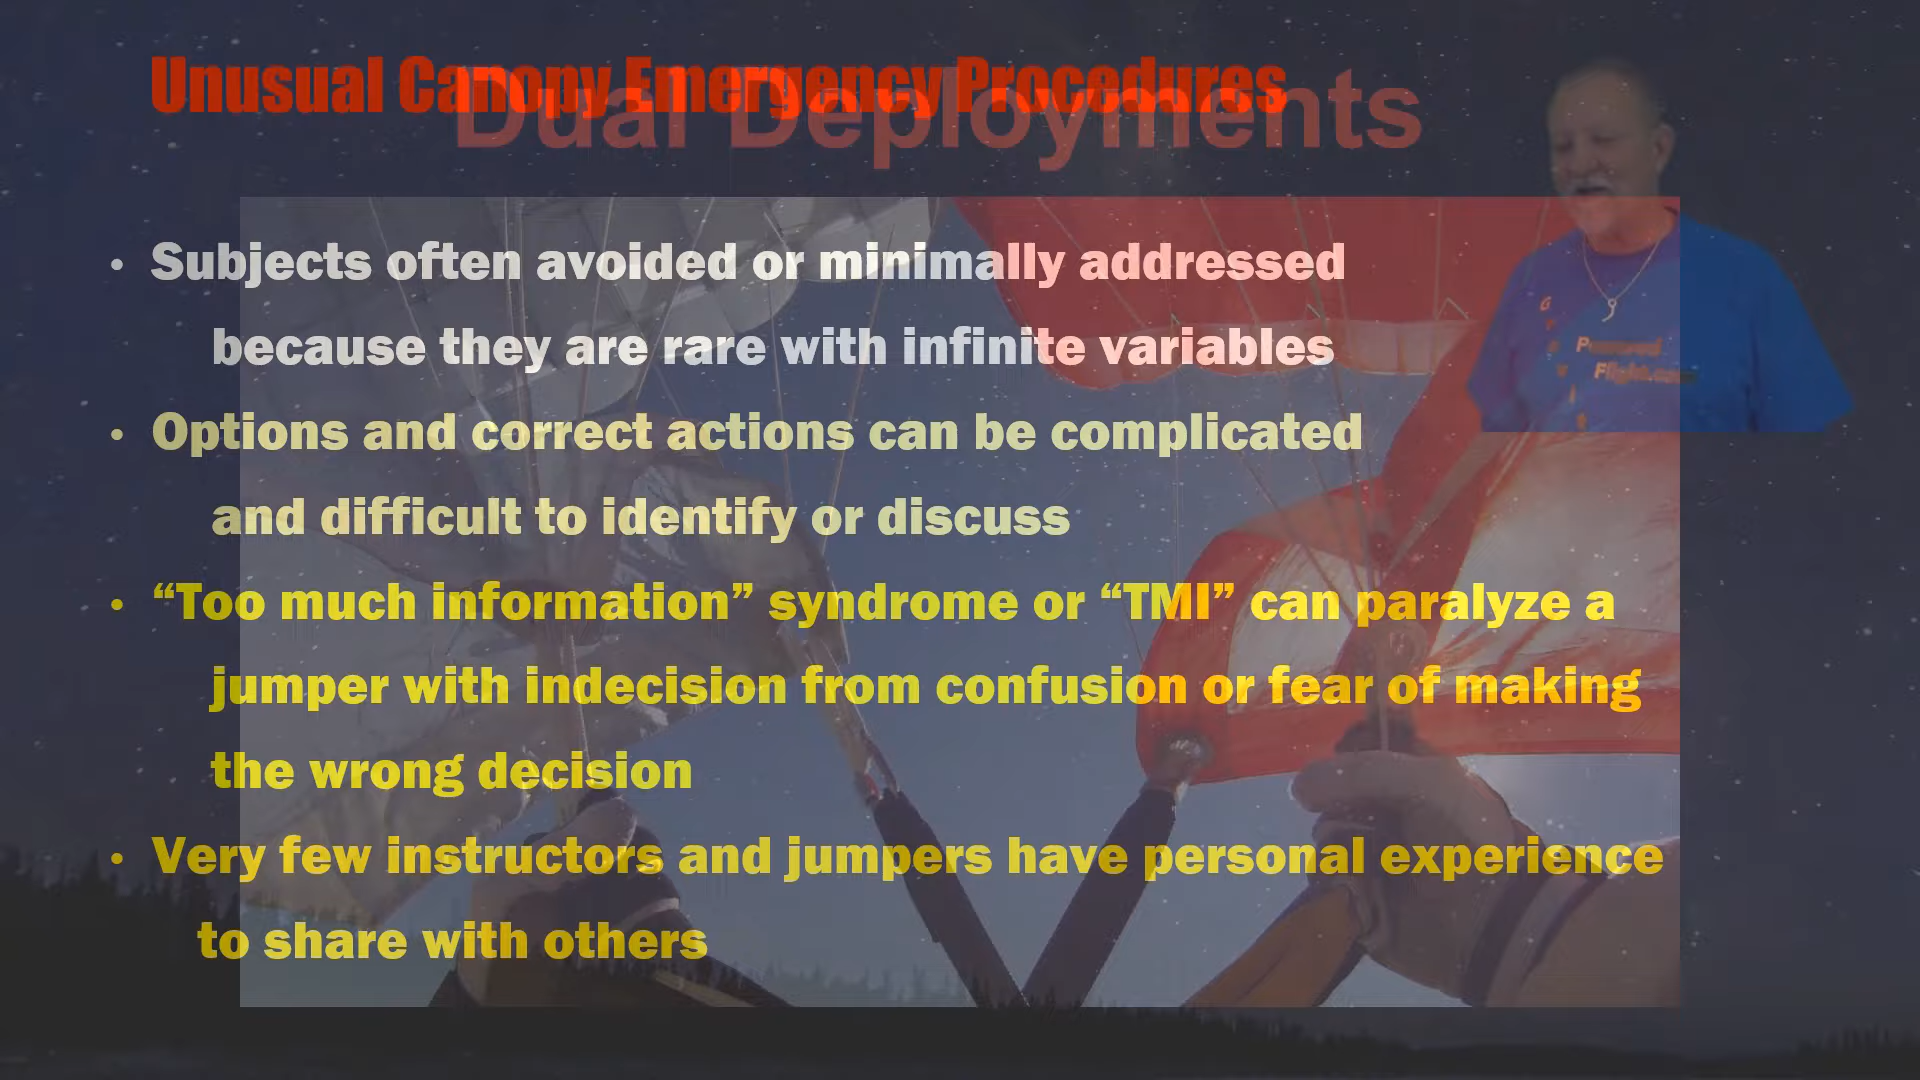 Unusual Canopy Emergency Procedures
Dual Deployments
• Subjects often avoided or minimally addressed
because they are rare with infinite variables
• Options and correct actions can be complicated
and difficult to identify or discuss
• “Too much information” syndrome or “TMI” can paralyze a
jumper with indecision from confusion or fear of making
the wrong decision
• Very few instructors and jumpers have personal experience
to share with others
Powered
Flight.com